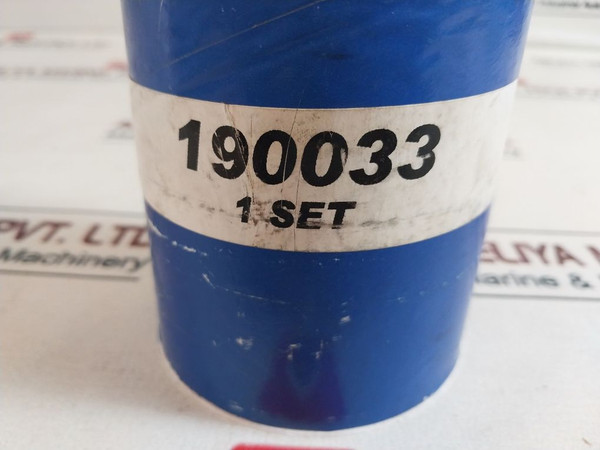 190033
1 SET
PVT. LTD
Machinery
ELIYA
arine &